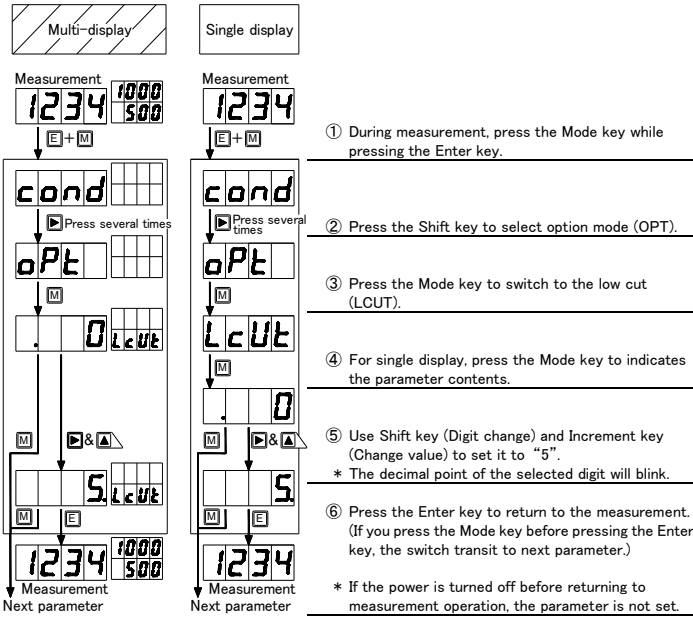 Multi-display
Single display
Measurement
1234
1000
500
Measurement
1234
E+M
E+M
① During measurement, press the Mode key while
pressing the Enter key.
cond
cond
Press several times
Press several
times
② Press the Shift key to select option mode (OPT).
oPt
oPt
M
M
③ Press the Mode key to switch to the low cut
(LCUT).
. 0
LcUt
LcUt
M
④ For single display, press the Mode key to indicates
the parameter contents.
. 0
M
&
M
&
⑤ Use Shift key (Digit change) and Increment key
(Change value) to set it to “5”.
* The decimal point of the selected digit will blink.
5.
LcUt
5.
M
E
M
E
⑥ Press the Enter key to return to the measurement.
(If you press the Mode key before pressing the Enter
key, the switch transit to next parameter.)
1234
1000
500
1234
Measurement
Measurement
Next parameter
Next parameter
* If the power is turned off before returning to
measurement operation, the parameter is not set.